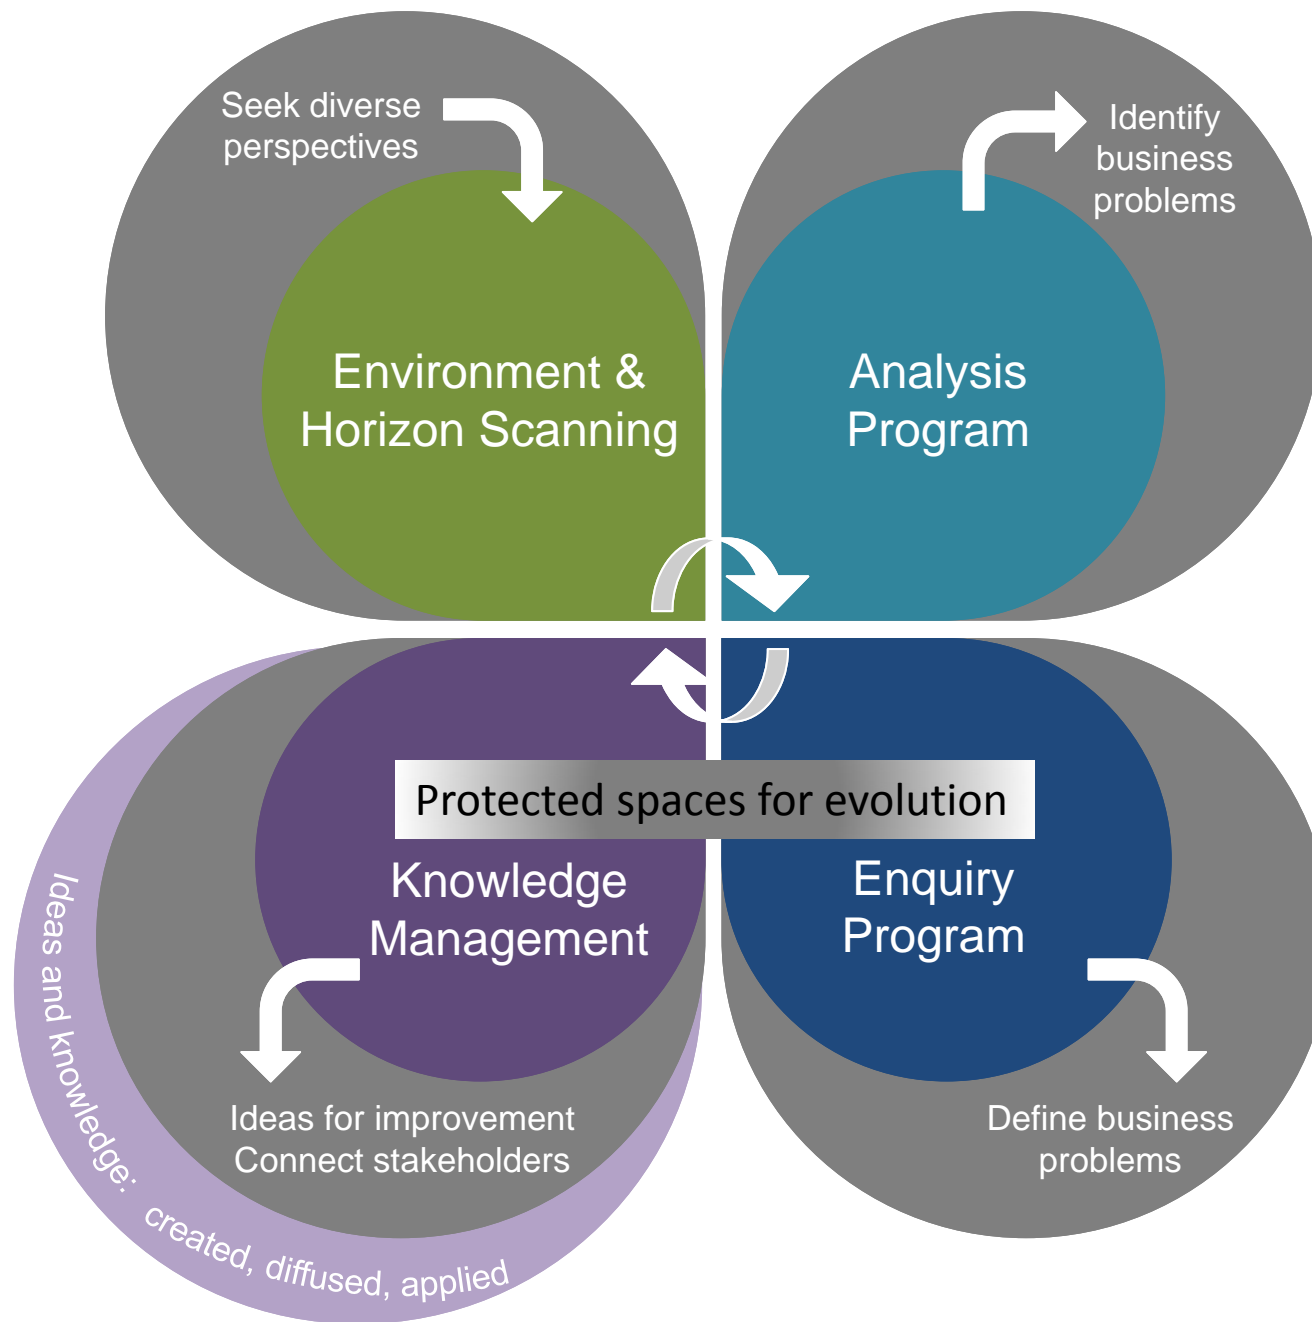 Seek diverse
perspectives
Identify
business
problems
Environment &
Horizon Scanning
Analysis
Program
Protected spaces for evolution
Knowledge
Management
Enquiry
Program
Ideas for improvement
Connect stakeholders
Define business
problems
Ideas and knowledge: created, diffused, applied